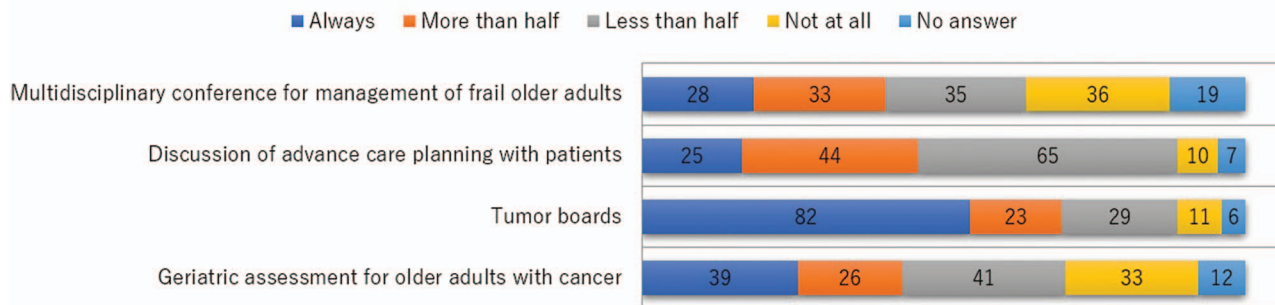 Always More than half Less than half Not at all No answer
Multidisciplinary conference for management of frail older adults 28 33 35 36 19
Discussion of advance care planning with patients 25 44 65 10 7
Tumor boards 82 23 29 11 6
Geriatric assessment for older adults with cancer 39 26 41 33 12